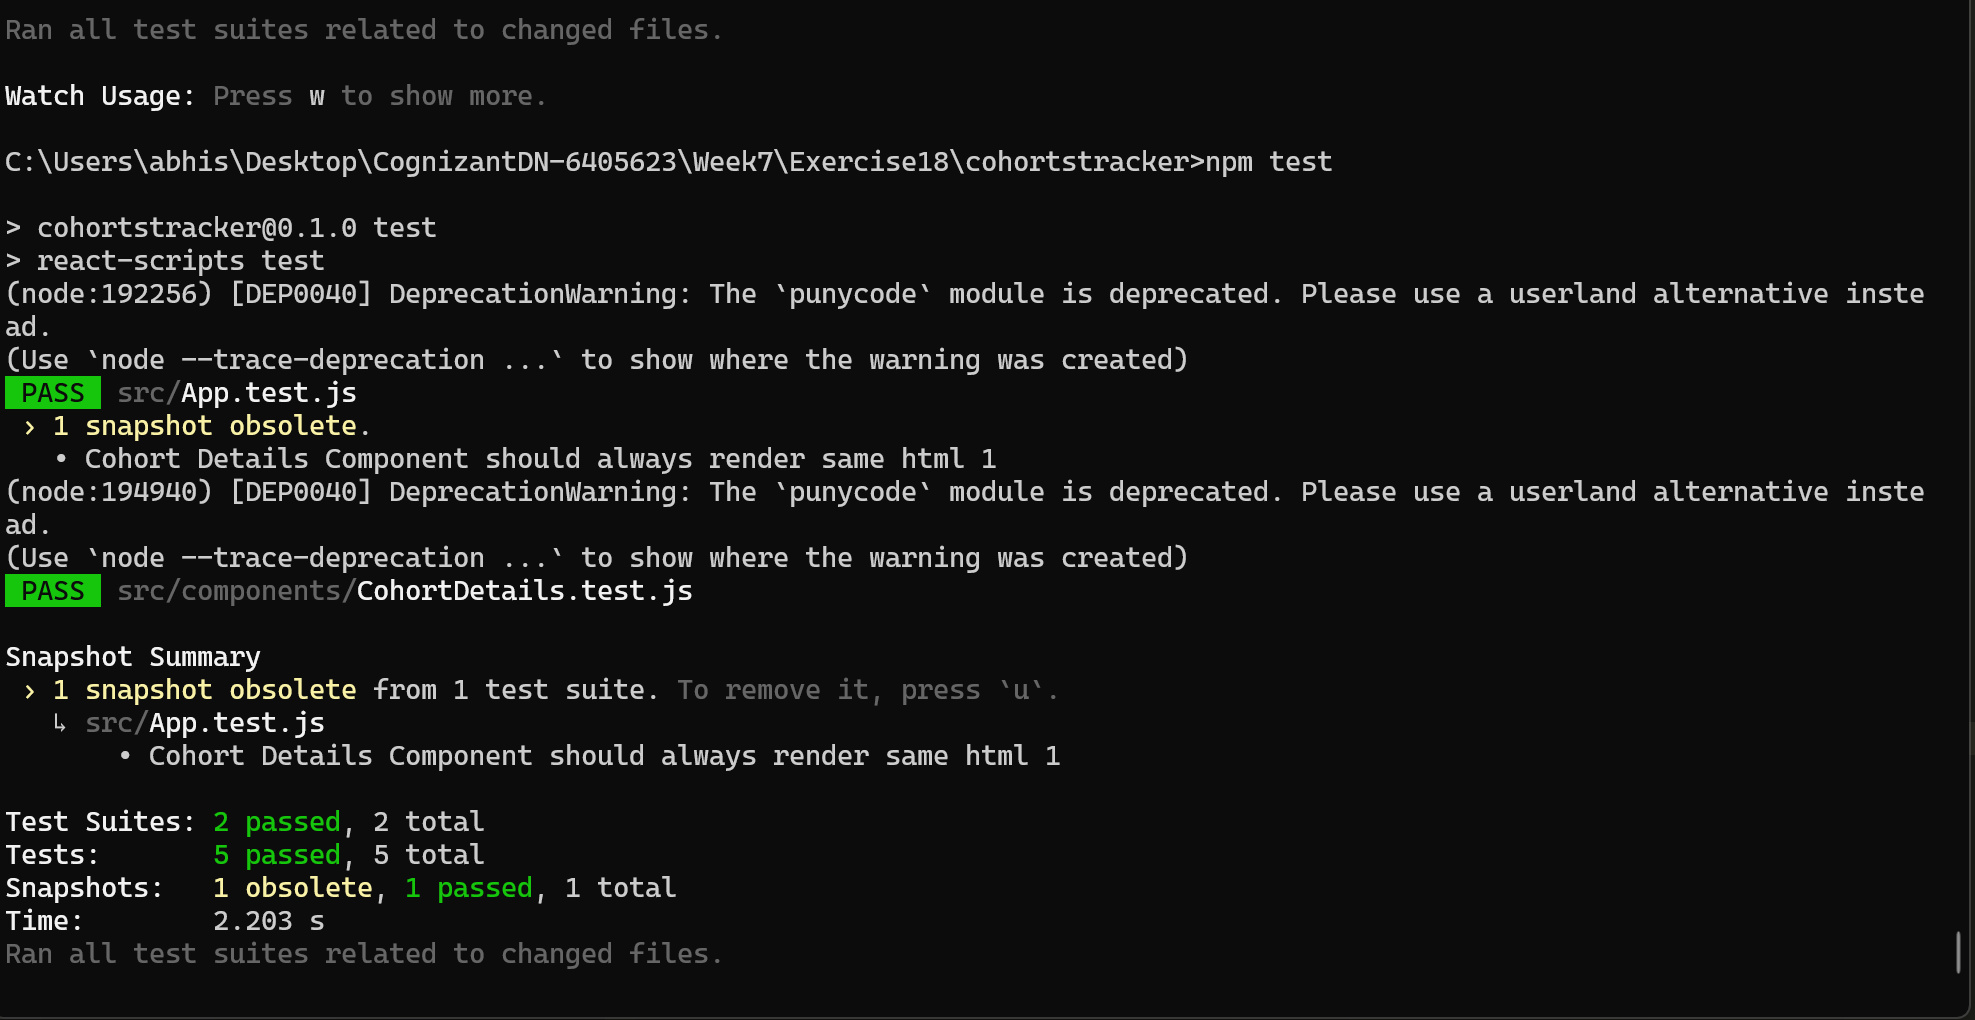 Ran all test suites related to changed files.
Watch Usage: Press w to show more.
C:\Users\abhis\Desktop\CognizantDN-6405623\Week7\Exercise18\cohortstracker>npm test
> cohortstracker@0.1.0 test
> react-scripts test
(node:192256) [DEP0040] DeprecationWarning: The `punycode` module is deprecated. Please use a userland alternative inste
ad.
(Use `node --trace-deprecation ...` to show where the warning was created)
PASS src/App.test.js
› 1 snapshot obsolete.
• Cohort Details Component should always render same html 1
(node:194940) [DEP0040] DeprecationWarning: The `punycode` module is deprecated. Please use a userland alternative inste
ad.
(Use `node --trace-deprecation ...` to show where the warning was created)
PASS src/components/CohortDetails.test.js
Snapshot Summary
› 1 snapshot obsolete from 1 test suite. To remove it, press `u`.
↳ src/App.test.js
• Cohort Details Component should always render same html 1
Test Suites: 2 passed, 2 total
Tests: 5 passed, 5 total
Snapshots: 1 obsolete, 1 passed, 1 total
Time: 2.203 s
Ran all test suites related to changed files.